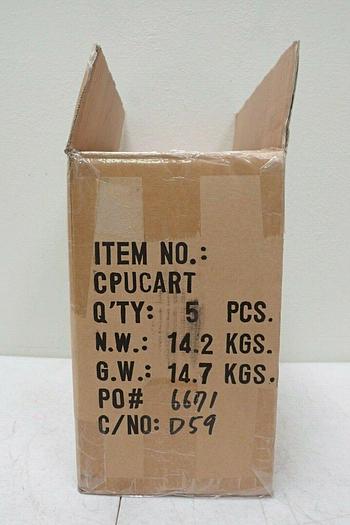 ITEM NO.:
CPUCART
Q'TY: 5 PCS.
N.W.: 14.2 KGS.
G.W.: 14.7 KGS.
PO# 6671
C/NO: D59